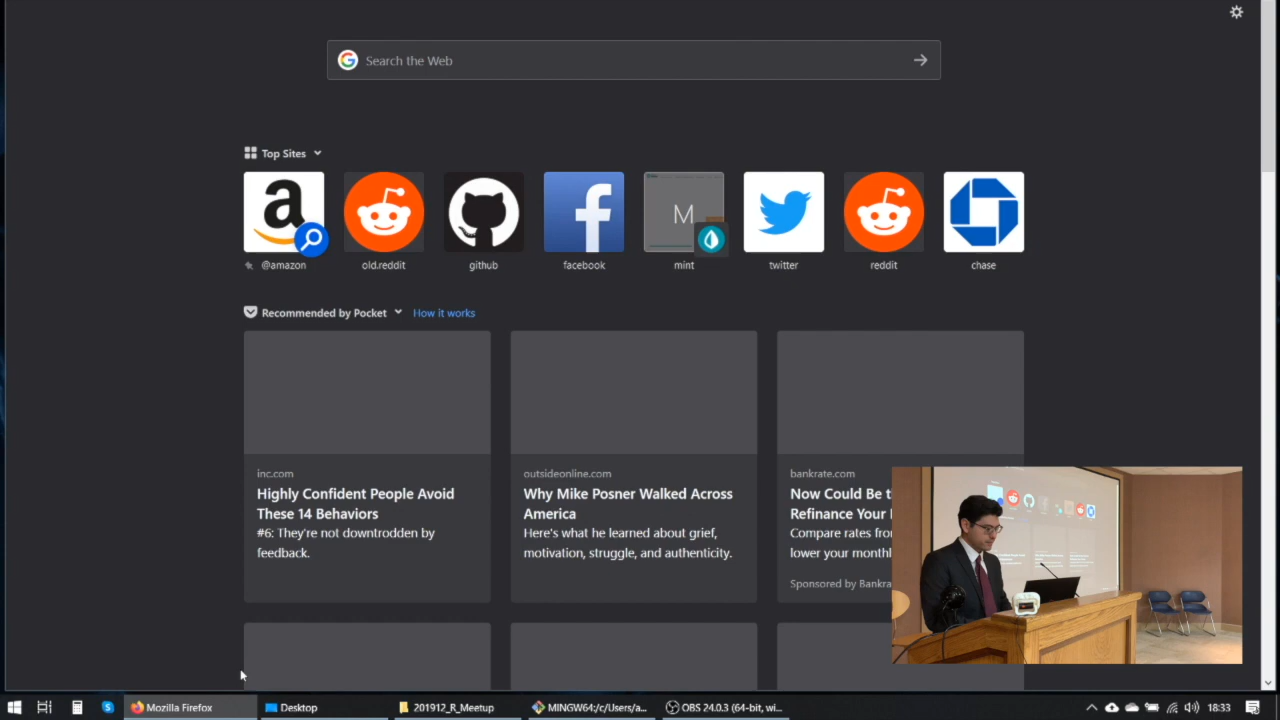 Search the Web
Top Sites
@amazon
old.reddit
github
facebook
M
mint
twitter
reddit
chase
Recommended by Pocket How it works
inc.com
Highly Confident People Avoid
These 14 Behaviors
#6: They're not downtrodden by
feedback.
outsideonline.com
Why Mike Posner Walked Across
America
Here's what he learned about grief,
motivation, struggle, and authenticity.
bankrate.com
Now Could Be t
Refinance Your
Compare rates fro
lower your monthl
Sponsored by Bankra
Mozilla Firefox
Desktop
201912_R_Meetup
MINGW64:/c/Users/a...
OBS 24.0.3 (64-bit, wi...
18:33